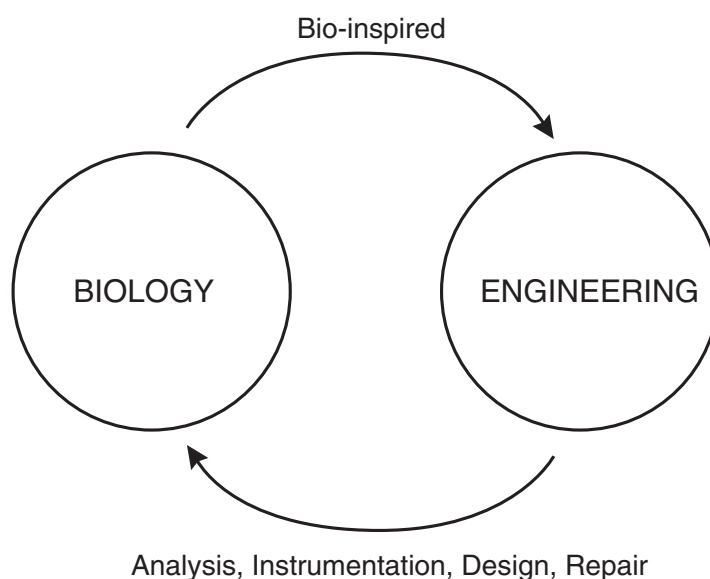 Bio-inspired
BIOLOGY
ENGINEERING
Analysis, Instrumentation, Design, Repair